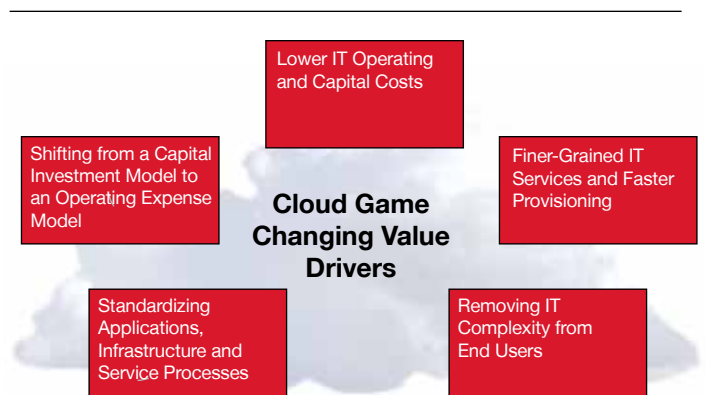 Lower IT Operating
and Capital Costs
Shifting from a Capital
Investment Model to
an Operating Expense
Model
Finer-Grained IT
Services and Faster
Provisioning
Cloud Game
Changing Value
Drivers
Standardizing
Applications,
Infrastructure and
Service Processes
Removing IT
Complexity from
End Users